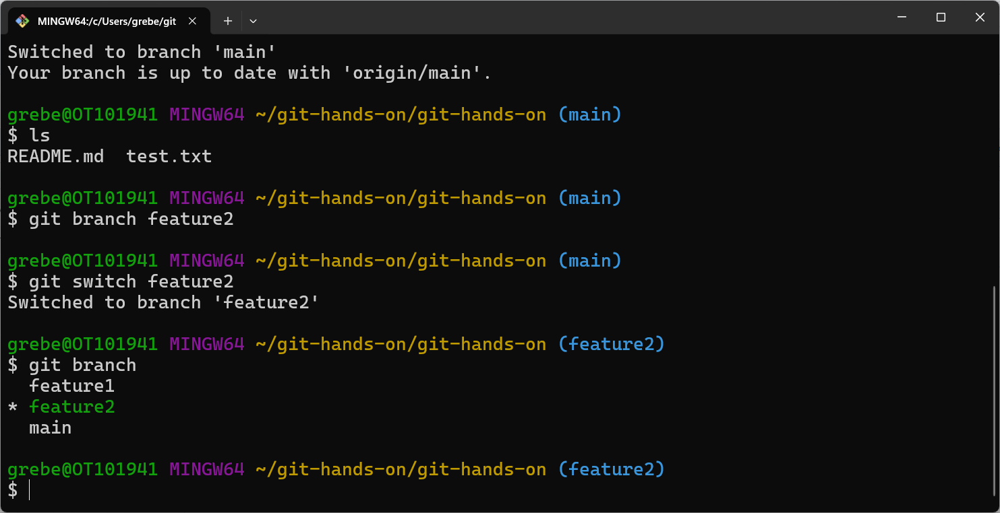 MINGW64:/c/Users/grebe/git
Switched to branch 'main'
Your branch is up to date with 'origin/main'.
grebe@OT101941 MINGW64 ~/git-hands-on/git-hands-on (main)
$ ls
README.md  test.txt
grebe@OT101941 MINGW64 ~/git-hands-on/git-hands-on (main)
$ git branch feature2
grebe@OT101941 MINGW64 ~/git-hands-on/git-hands-on (main)
$ git switch feature2
Switched to branch 'feature2'
grebe@OT101941 MINGW64 ~/git-hands-on/git-hands-on (feature2)
$ git branch
  feature1
* feature2
  main
grebe@OT101941 MINGW64 ~/git-hands-on/git-hands-on (feature2)
$